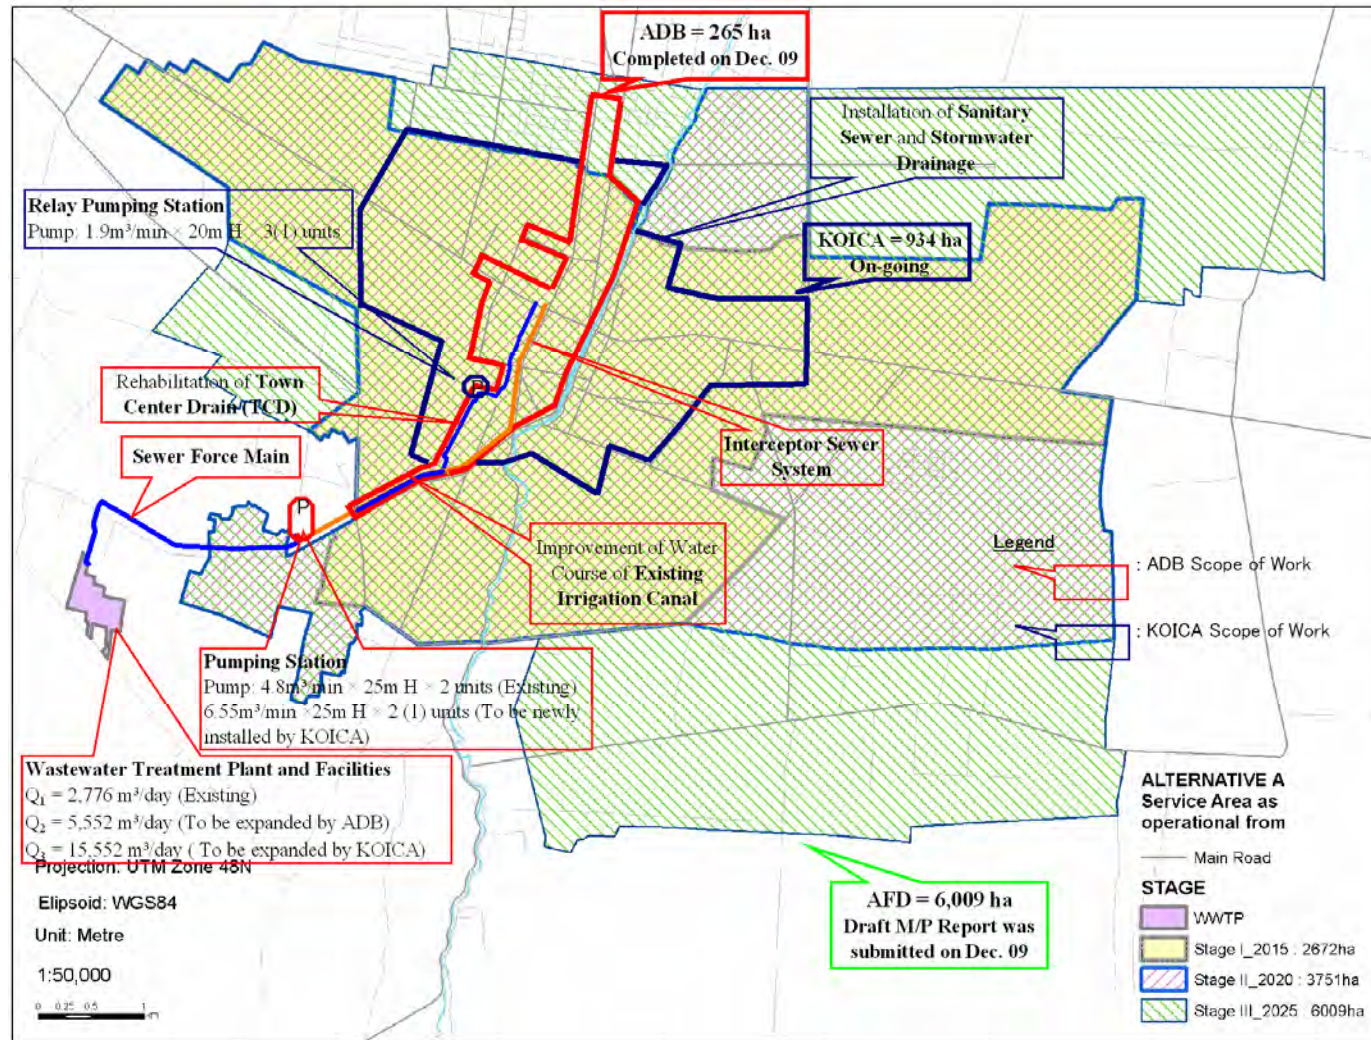 ADB = 265 ha
Completed on Dec. 09
Installation of Sanitary
Sewer and Stormwater
Drainage
Relay Pumping Station
Pump: 1.9m³/min × 20m H × 3(1) units
KOICA = 934 ha
On-going
P
Rehabilitation of Town
Center Drain (TCD)
Sewer Force Main
Interceptor Sewer
System
P
Improvement of Water
Course of Existing
Irrigation Canal
Legend
: ADB Scope of Work
: KOICA Scope of Work
Pumping Station
Pump: 4.8m³/min × 25m H × 2 units (Existing)
6.55m³/min ×25m H × 2 (1) units (To be newly
installed by KOICA)
Wastewater Treatment Plant and Facilities
Q₁ = 2,776 m³/day (Existing)
Q₂ = 5,552 m³/day (To be expanded by ADB)
Q₃ = 15,552 m³/day ( To be expanded by KOICA)
Projection: UTM Zone 48N
Elipsoid: WGS84
Unit: Metre
1:50,000
0 0.25 0.5 1
AFD = 6,009 ha
Draft M/P Report was
submitted on Dec. 09
ALTERNATIVE A
Service Area as
operational from
Main Road
STAGE
WWTP
Stage I_2015 : 2672ha
Stage II_2020 : 3751ha
Stage III_2025 : 6009ha